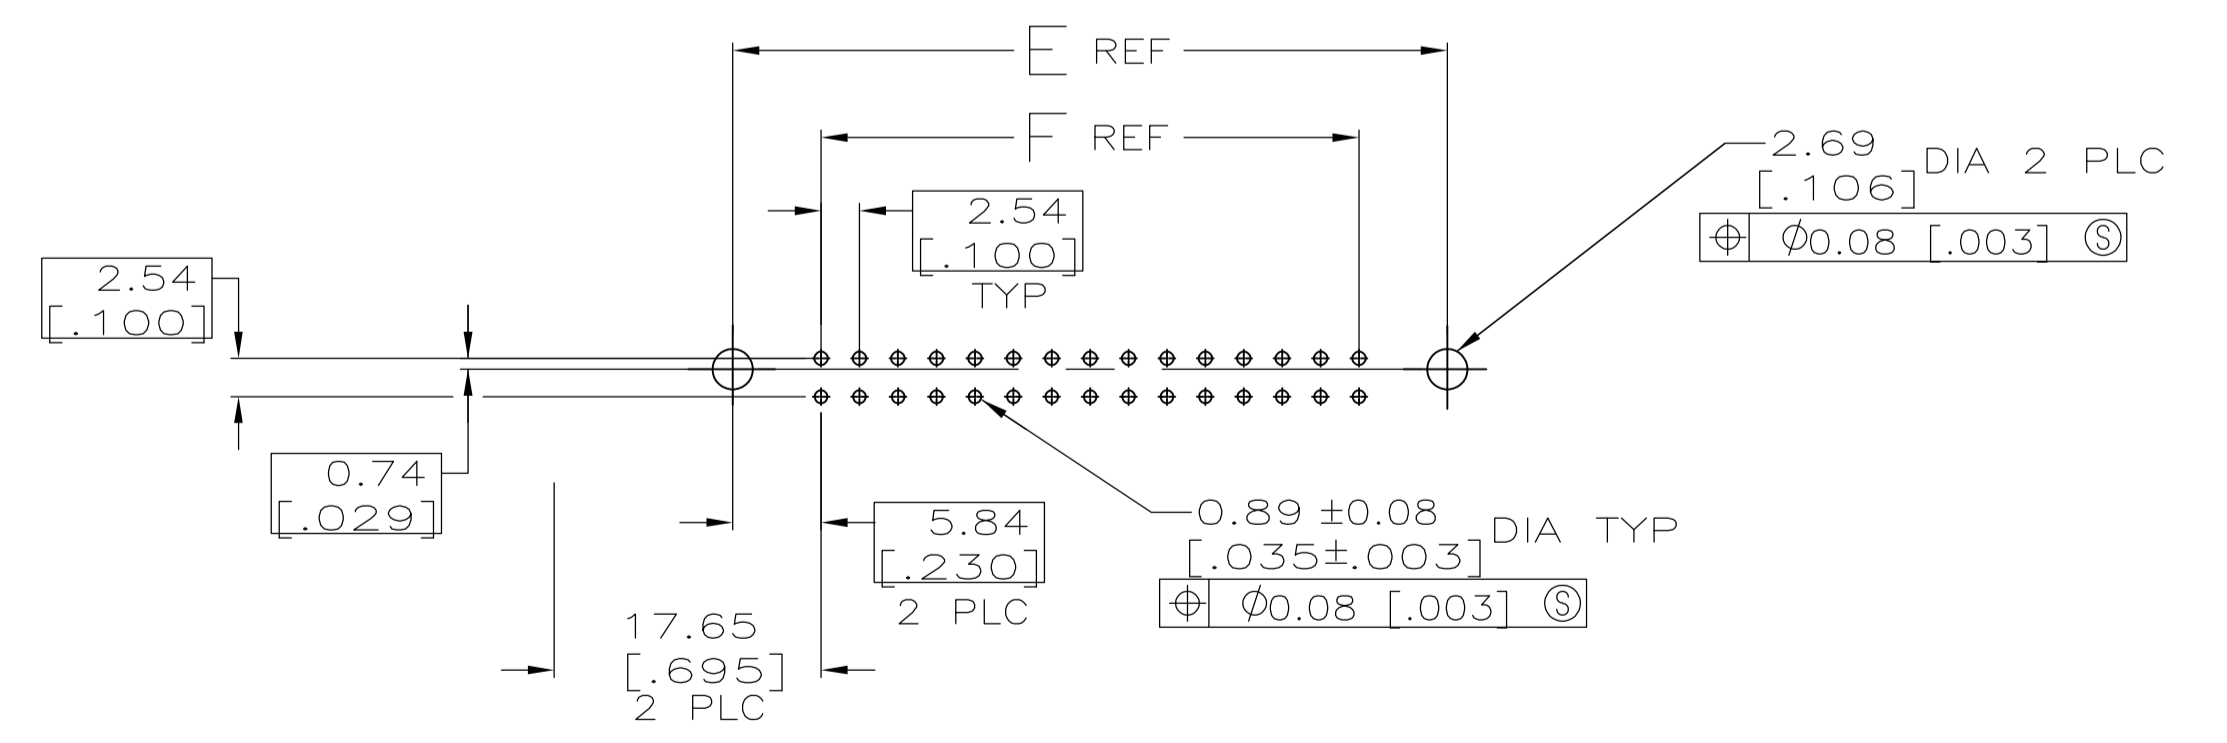 E REF
F REF
2.54
[.100]
TYP
2.69
[.106] DIA 2 PLC
⌖ Ø0.08 [.003] Ⓢ
2.54
[.100]
0.74
[.029]
5.84
[.230]
2 PLC
0.89 ±0.08
[.035±.003] DIA TYP
⌖ Ø0.08 [.003] Ⓢ
17.65
[.695]
2 PLC